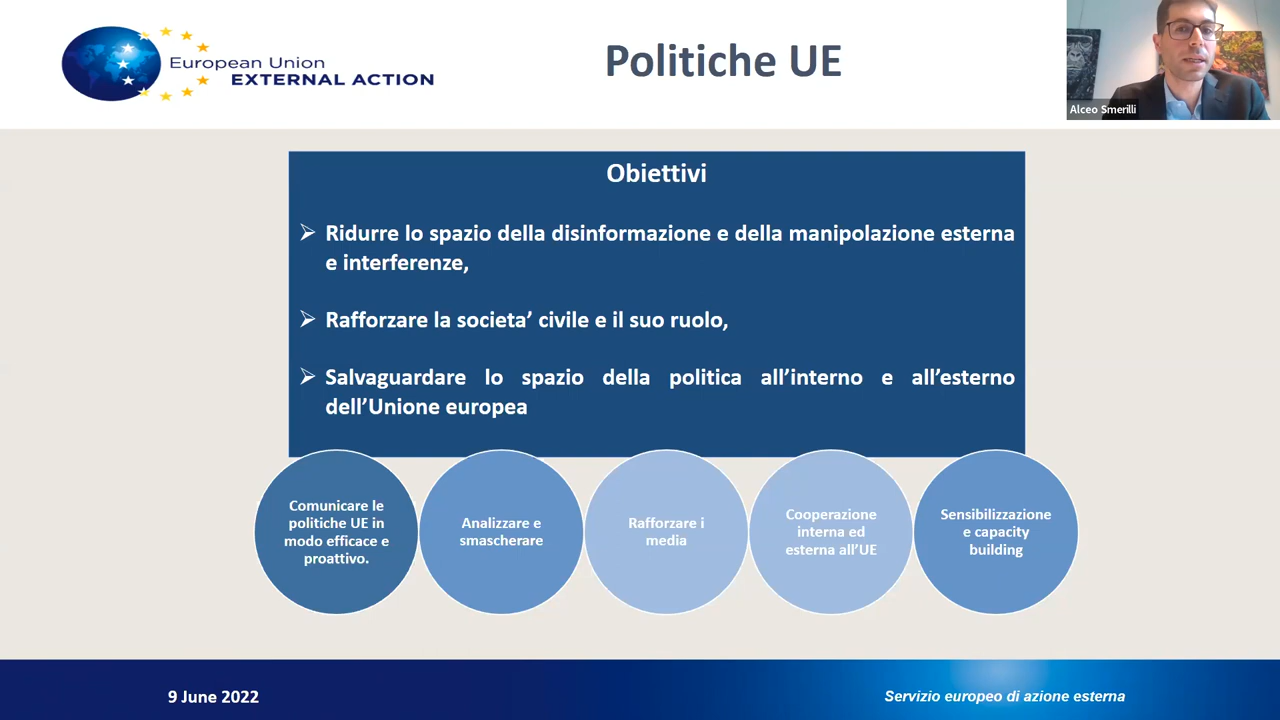 European Union
EXTERNAL ACTION
Politiche UE
Alceo Smerilli
Obiettivi
Ridurre lo spazio della disinformazione e della manipolazione esterna
e interferenze,
Rafforzare la societa’ civile e il suo ruolo,
Salvaguardare lo spazio della politica all’interno e all’esterno
dell’Unione europea
Comunicare le
politiche UE in
modo efficace e
proattivo.
Analizzare e
smascherare
Rafforzare i
media
Cooperazione
interna ed
esterna all’UE
Sensibilizzazione
e capacity
building
9 June 2022
Servizio europeo di azione esterna